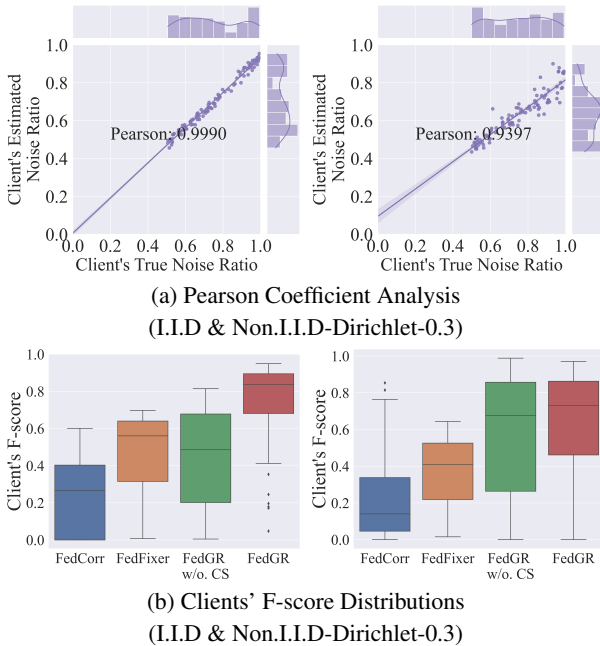 1.0
0.8
0.6
0.4
0.2
0.0
Client's Estimated
Noise Ratio
Pearson: 0.9990
0.0 0.2 0.4 0.6 0.8 1.0
Client's True Noise Ratio
1.0
0.8
0.6
0.4
0.2
0.0
Client's Estimated
Noise Ratio
Pearson: 0.9397
0.0 0.2 0.4 0.6 0.8 1.0
Client's True Noise Ratio
(a) Pearson Coefficient Analysis
(I.I.D & Non.I.I.D-Dirichlet-0.3)
1.0
0.8
0.6
0.4
0.2
0.0
Client's F-score
FedCorr FedFixer FedGR FedGR
w/o. CS
1.0
0.8
0.6
0.4
0.2
0.0
Client's F-score
FedCorr FedFixer FedGR FedGR
w/o. CS
(b) Clients' F-score Distributions
(I.I.D & Non.I.I.D-Dirichlet-0.3)